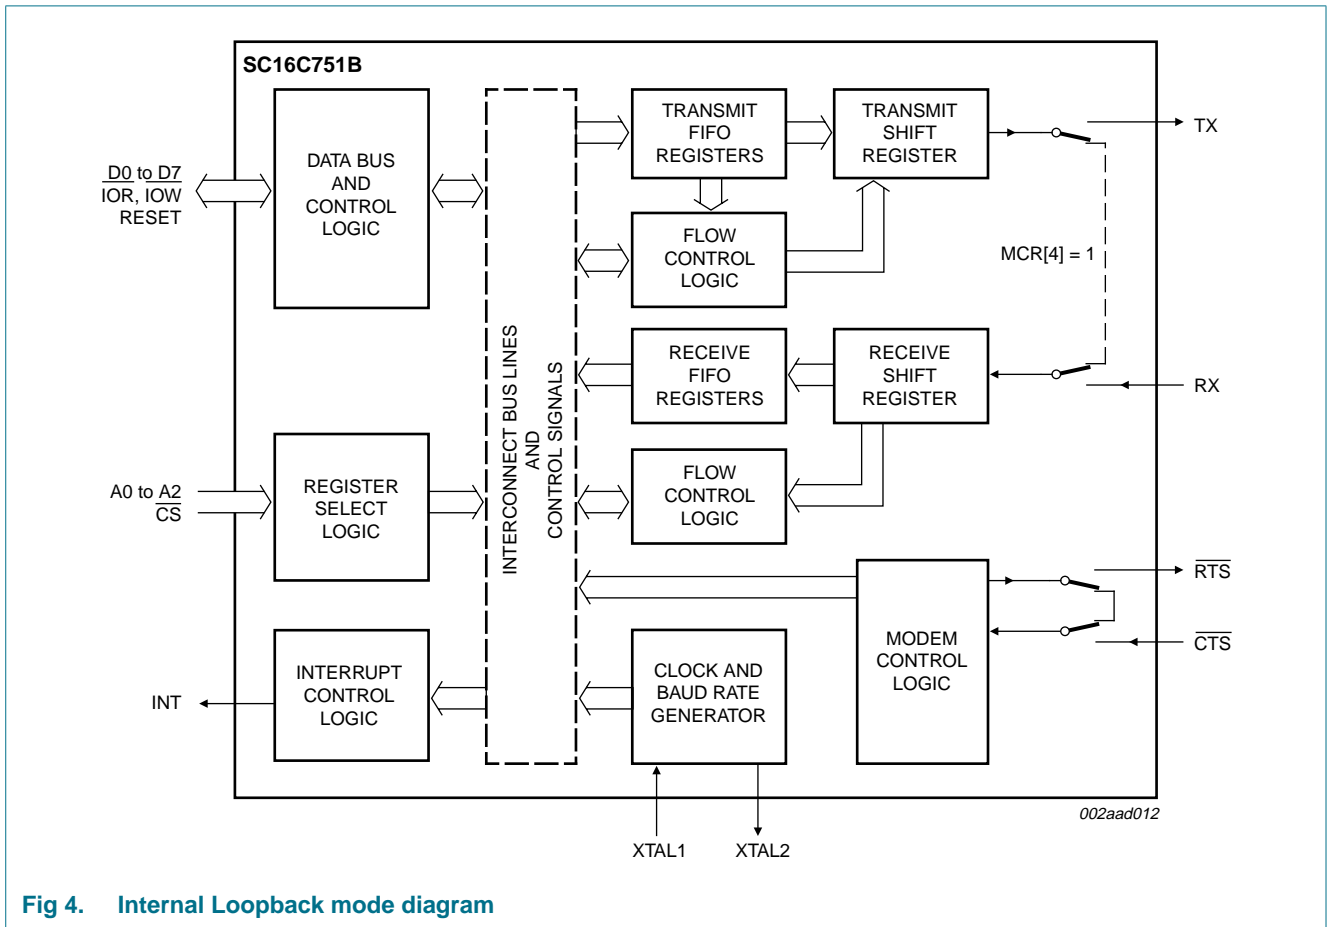 SC16C751B
DATA BUS
AND
CONTROL
LOGIC
D0 to D7
IOR, IOW
RESET
REGISTER
SELECT
LOGIC
A0 to A2
CS
INTERRUPT
CONTROL
LOGIC
INT
INTERCONNECT BUS LINES
AND
CONTROL SIGNALS
TRANSMIT
FIFO
REGISTERS
TRANSMIT
SHIFT
REGISTER
TX
FLOW
CONTROL
LOGIC
MCR[4] = 1
RECEIVE
FIFO
REGISTERS
RECEIVE
SHIFT
REGISTER
RX
FLOW
CONTROL
LOGIC
MODEM
CONTROL
LOGIC
RTS
CTS
CLOCK AND
BAUD RATE
GENERATOR
XTAL1
XTAL2
002aad012
Fig 4. Internal Loopback mode diagram